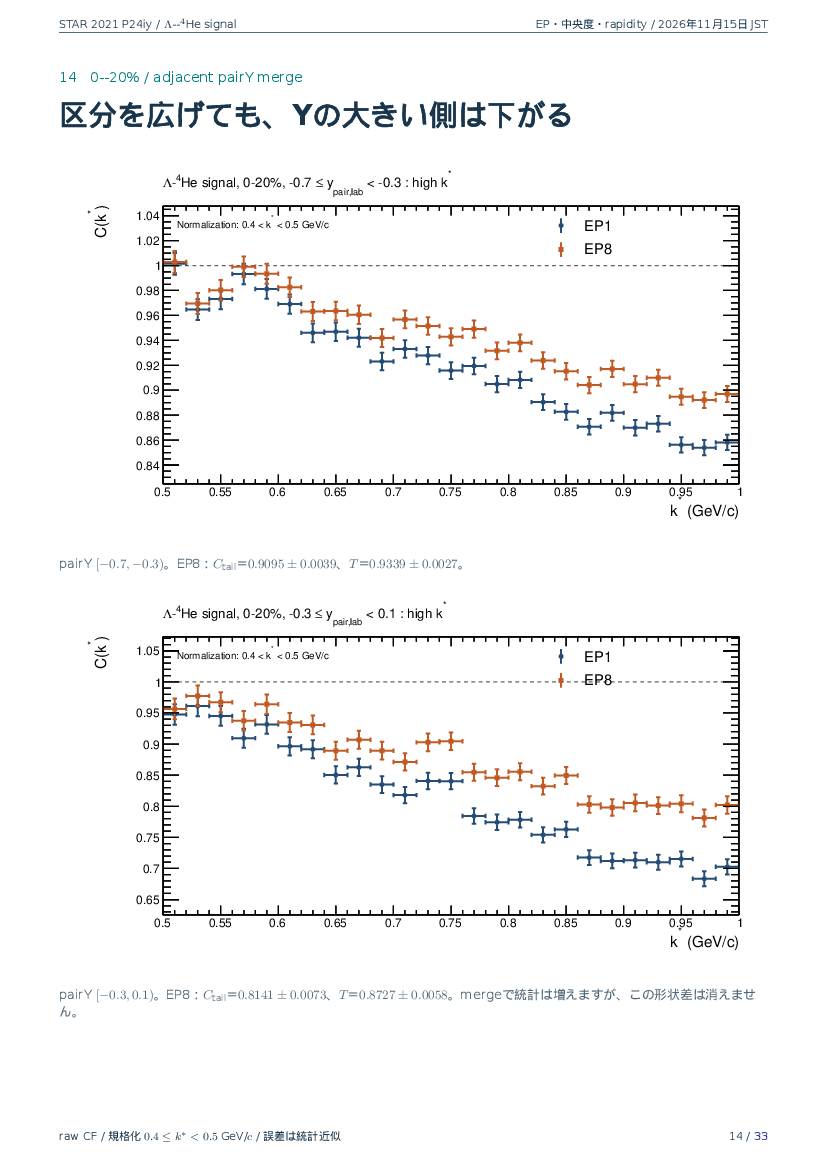 STAR 2021 P24iy / Λ--⁴He signal EP・中央度・rapidity / 2026年11月15日 JST
14 0--20% / adjacent pairY merge
区分を広げても、Yの大きい側は下がる
Λ-⁴He signal, 0-20%, -0.7 ≤ y_pair,lab < -0.3 : high k*
C(k*)
Normalization: 0.4 < k* < 0.5 GeV/c
EP1
EP8
1.04
1.02
1
0.98
0.96
0.94
0.92
0.9
0.88
0.86
0.84
0.5 0.55 0.6 0.65 0.7 0.75 0.8 0.85 0.9 0.95 1
k* (GeV/c)
pairY [−0.7, −0.3)。EP8 : C_tail=0.9095 ± 0.0039、T=0.9339 ± 0.0027。
Λ-⁴He signal, 0-20%, -0.3 ≤ y_pair,lab < 0.1 : high k*
C(k*)
Normalization: 0.4 < k* < 0.5 GeV/c
EP1
EP8
1.05
1
0.95
0.9
0.85
0.8
0.75
0.7
0.65
0.5 0.55 0.6 0.65 0.7 0.75 0.8 0.85 0.9 0.95 1
k* (GeV/c)
pairY [−0.3, 0.1)。EP8 : C_tail=0.8141 ± 0.0073、T=0.8727 ± 0.0058。mergeで統計は増えますが、この形状差は消えませ
ん。
raw CF / 規格化 0.4 ≤ k* < 0.5 GeV/c / 誤差は統計近似 14 / 33